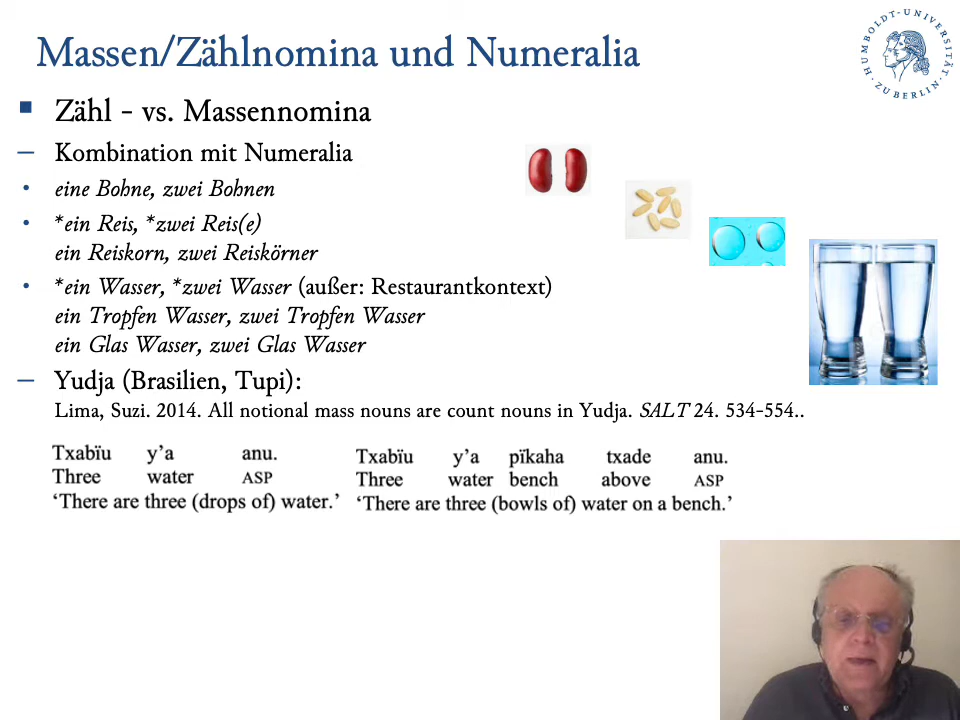 Massen/Zählnomina und Numeralia
HUMBOLDT-UNIVERSITÄT ZU BERLIN
Zähl - vs. Massennomina
Kombination mit Numeralia
eine Bohne, zwei Bohnen
*ein Reis, *zwei Reis(e)
ein Reiskorn, zwei Reiskörner
*ein Wasser, *zwei Wasser (außer: Restaurantkontext)
ein Tropfen Wasser, zwei Tropfen Wasser
ein Glas Wasser, zwei Glas Wasser
Yudja (Brasilien, Tupi):
Lima, Suzi. 2014. All notional mass nouns are count nouns in Yudja. SALT 24. 534-554..
Txabïu y'a anu.
Three water ASP
'There are three (drops of) water.'
Txabïu y'a pïkaha txade anu.
Three water bench above ASP
'There are three (bowls of) water on a bench.'